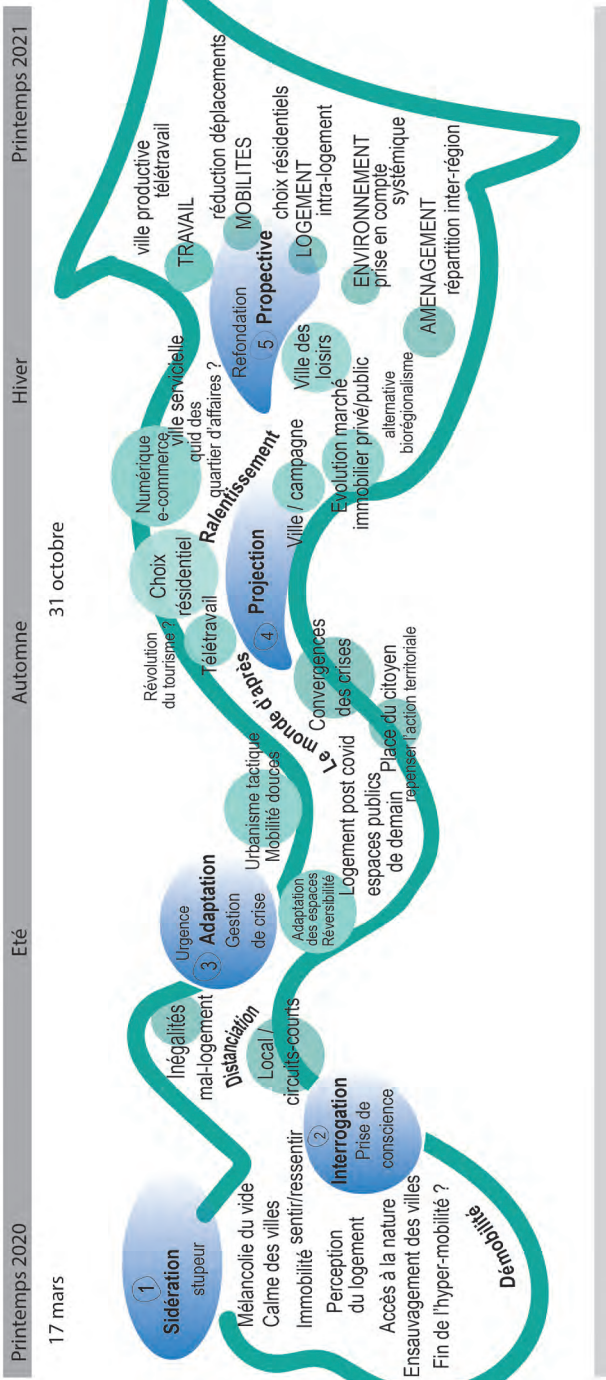 Printemps 2020
Eté
Automne
Hiver
Printemps 2021
17 mars
31 octobre
1
Sidération
stupeur
Mélancolie du vide
Calme des villes
Immobilité sentir/ressentir
Perception
du logement
Accès à la nature
Ensauvagement des villes
Fin de l'hyper-mobilité ?
Démobilité
2
Interrogation
Prise de
conscience
Inégalités
mal-logement
Distanciation
Local /
circuits-courts
Urgence
3 Adaptation
Gestion
de crise
Adaptation
des espaces
Réversibilité
Urbanisme tactique
Mobilité douces
Le monde d'après
Logement post covid
espaces publics
de demain
Convergences
des crises
Place du citoyen
repenser l'action territoriale
Révolution
du tourisme ?
Télétravail
Choix
résidentiel
4 Projection
Ralentissement
Numérique
e-commerce
ville servicielle
quid des
quartier d'affaires ?
Ville / campagne
Evolution marché
immobilier privé/public
alternative
biorégionalisme
Ville des
loisirs
Refondation
5 Propective
ville productive
télétravail
TRAVAIL
réduction déplacements
MOBILITES
choix résidentiels
intra-logement
LOGEMENT
ENVIRONNEMENT
prise en compte
systémique
AMENAGEMENT
répartition inter-région